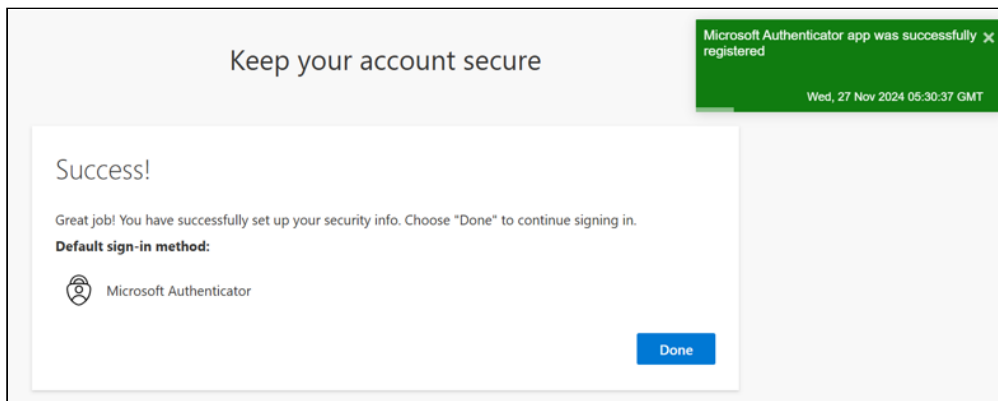 Keep your account secure
Microsoft Authenticator app was successfully
registered
Wed, 27 Nov 2024 05:30:37 GMT
Success!
Great job! You have successfully set up your security info. Choose "Done" to continue signing in.
Default sign-in method:
Microsoft Authenticator
Done